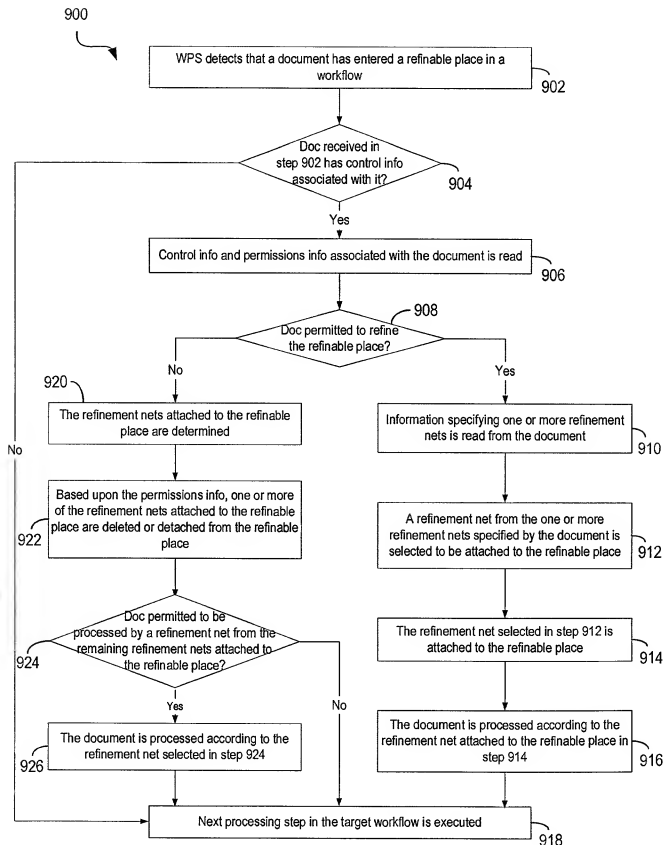 900
WPS detects that a document has entered a refinable place in a
workflow
902
Doc received in
step 902 has control info
associated with it?
904
Yes
Control info and permissions info associated with the document is read
906
908
Doc permitted to refine
the refinable place?
No
Yes
920
The refinement nets attached to the refinable
place are determined
Information specifying one or more refinement
nets is read from the document
910
No
Based upon the permissions info, one or more
of the refinement nets attached to the refinable
place are deleted or detached from the refinable
place
922
A refinement net from the one or more
refinement nets specified by the document is
selected to be attached to the refinable place
912
Doc permitted to be
processed by a refinement net from the
remaining refinement nets attached to
the refinable place?
924
The refinement net selected in step 912 is
attached to the refinable place
914
Yes
No
The document is processed according to the
refinement net selected in step 924
926
The document is processed according to the
refinement net attached to the refinable place in
step 914
916
Next processing step in the target workflow is executed
918